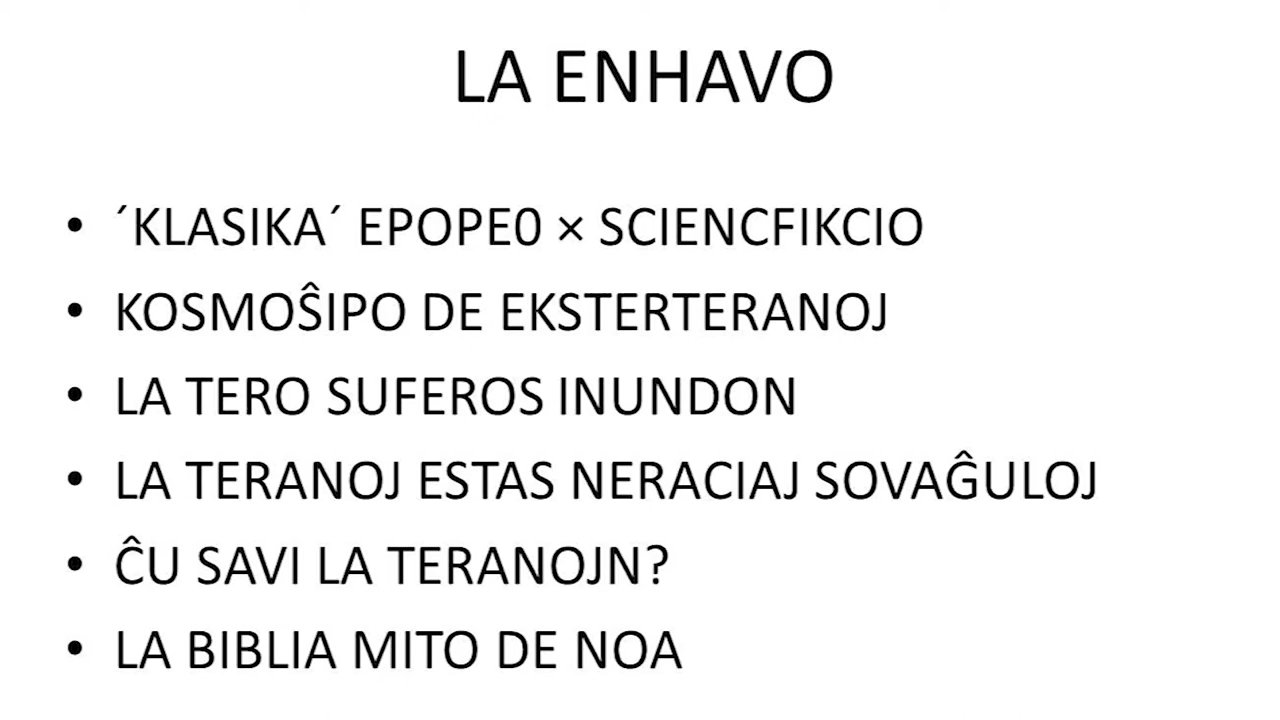 LA ENHAVO
• ´KLASIKA´ EPOPE0 × SCIENCFIKCIO
• KOSMOŜIPO DE EKSTERTERANOJ
• LA TERO SUFEROS INUNDON
• LA TERANOJ ESTAS NERACIAJ SOVAĜULOJ
• ĈU SAVI LA TERANOJN?
• LA BIBLIA MITO DE NOA